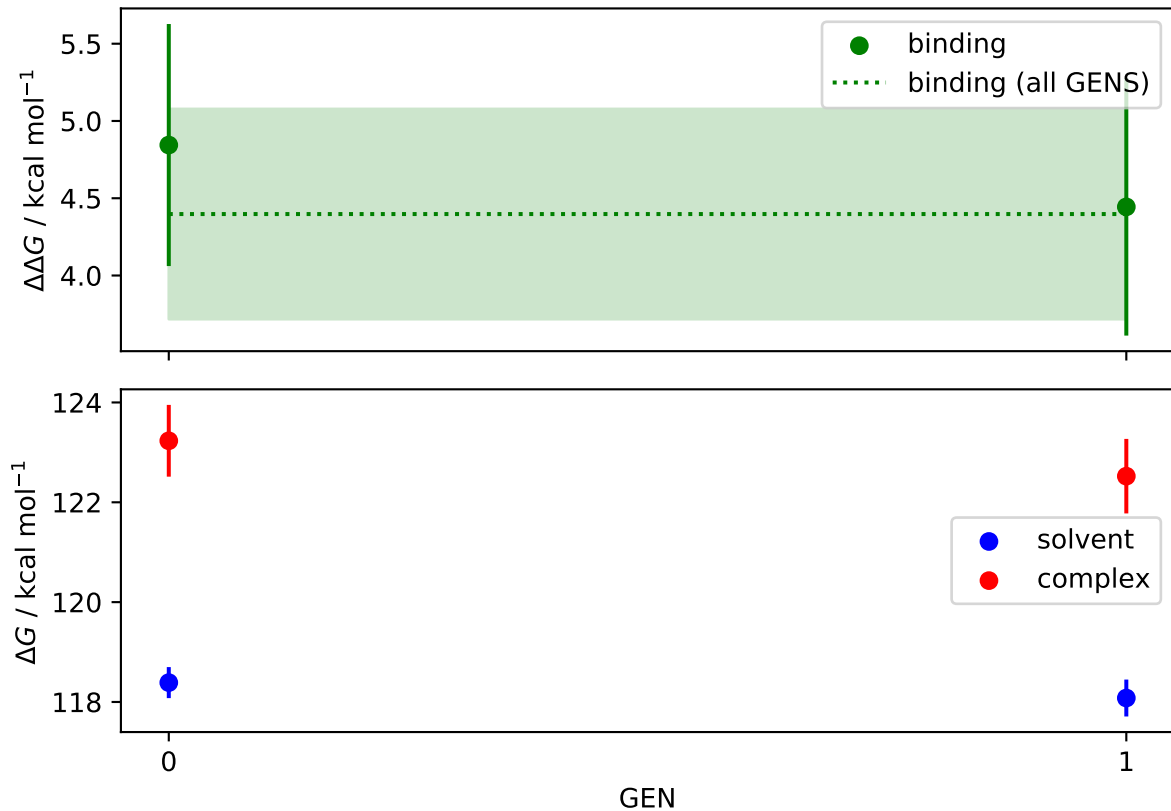 5.5
5.0
4.5
4.0
ΔΔG / kcal mol⁻¹
binding
binding (all GENS)
124
122
120
118
ΔG / kcal mol⁻¹
solvent
complex
0
1
GEN